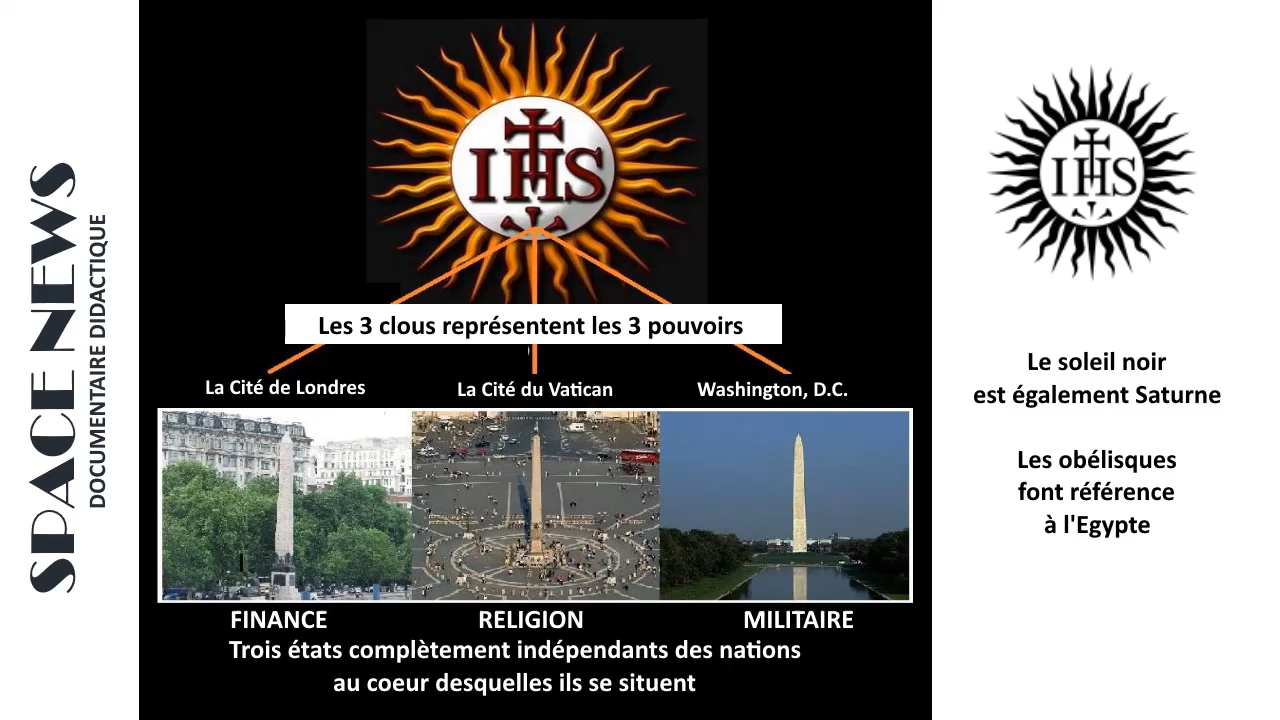 SPACE NEWS
DOCUMENTAIRE DIDACTIQUE
IHS
Les 3 clous représentent les 3 pouvoirs
La Cité de Londres
La Cité du Vatican
Washington, D.C.
FINANCE
RELIGION
MILITAIRE
Trois états complètement indépendants des nations
au coeur desquelles ils se situent
IHS
Le soleil noir
est également Saturne
Les obélisques
font référence
à l'Egypte